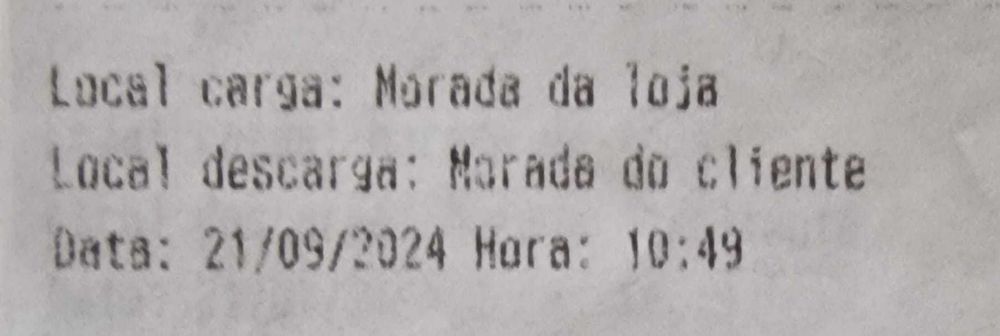 Local carga: Morada da loja
Local descarga: Morada do cliente
Data: 21/09/2024 Hora: 10:49